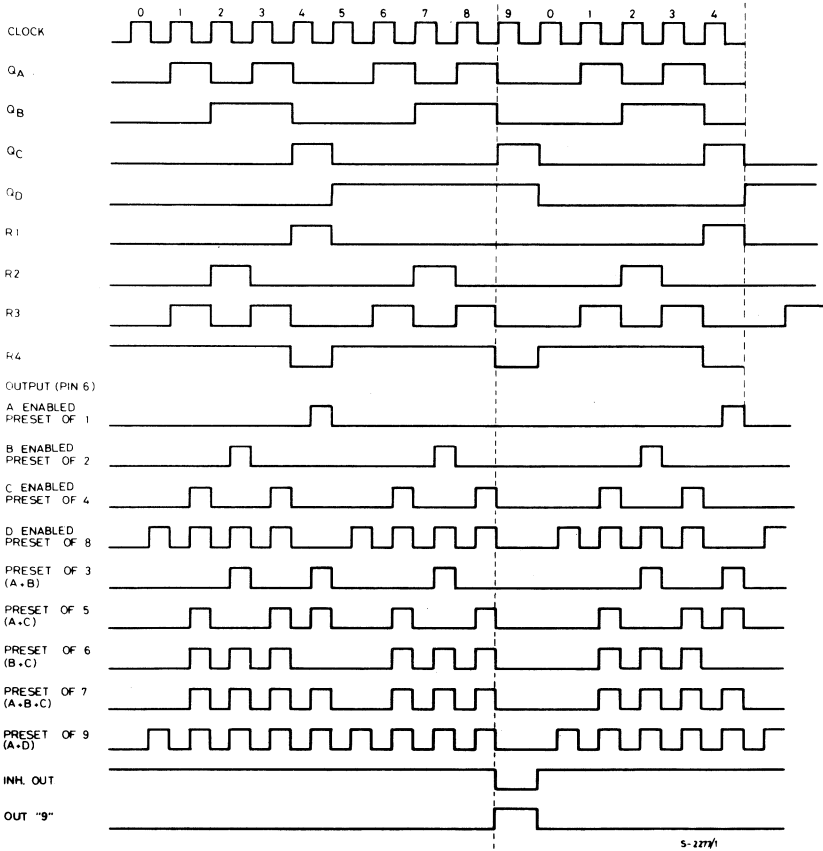 0 1 2 3 4 5 6 7 8 9 0 1 2 3 4
CLOCK
QA
QB
QC
QD
R1
R2
R3
R4
OUTPUT (PIN 6)
A ENABLED
PRESET OF 1
B ENABLED
PRESET OF 2
C ENABLED
PRESET OF 4
D ENABLED
PRESET OF 8
PRESET OF 3
(A+B)
PRESET OF 5
(A+C)
PRESET OF 6
(B+C)
PRESET OF 7
(A+B+C)
PRESET OF 9
(A+D)
INH. OUT
OUT "9"
S-2277/1